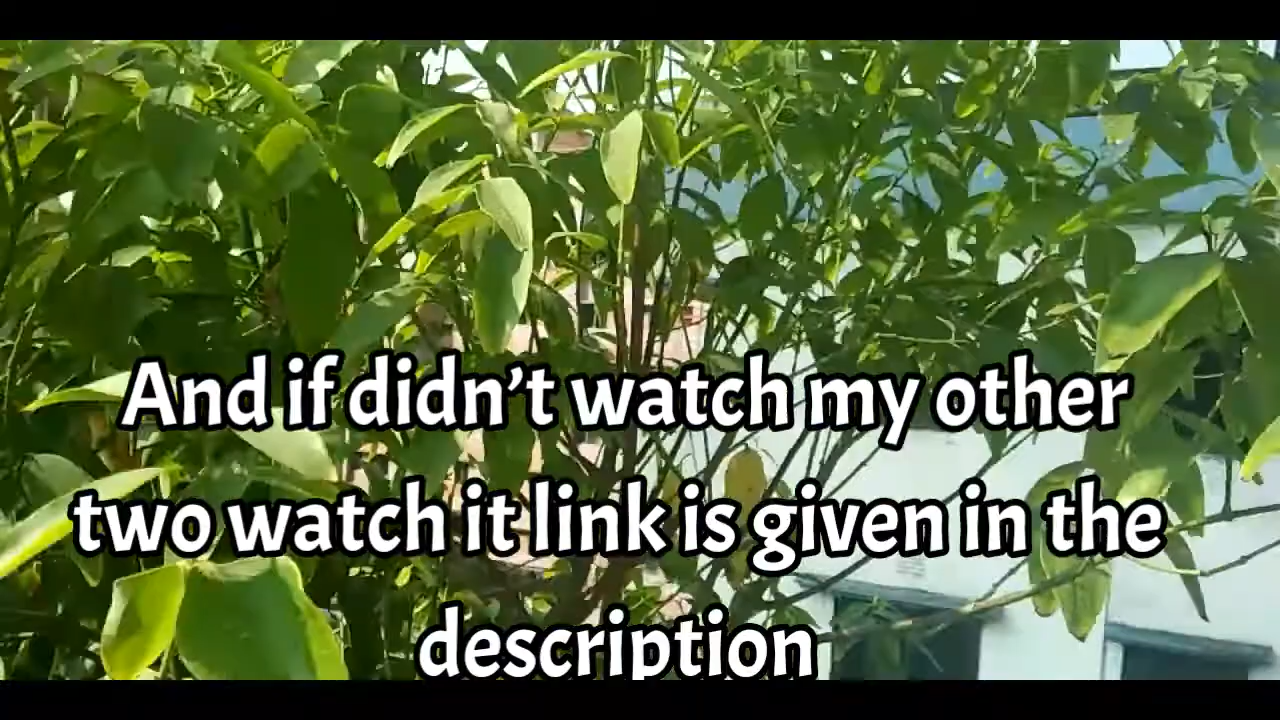 And if didn't watch my other
two watch it link is given in the
description